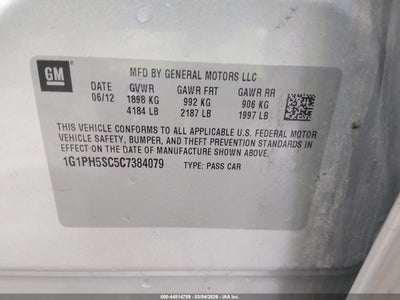 GM
MFD BY GENERAL MOTORS LLC
DATE GVWR GAWR FRT GAWR RR
06/12 1898 KG 992 KG 906 KG
4184 LB 2187 LB 1997 LB
THIS VEHICLE CONFORMS TO ALL APPLICABLE U.S. FEDERAL MOTOR
VEHICLE SAFETY, BUMPER, AND THEFT PREVENTION STANDARDS IN
EFFECT ON THE DATE OF MANUFACTURE SHOWN ABOVE.
1G1PH5SC5C7384079 TYPE: PASS CAR